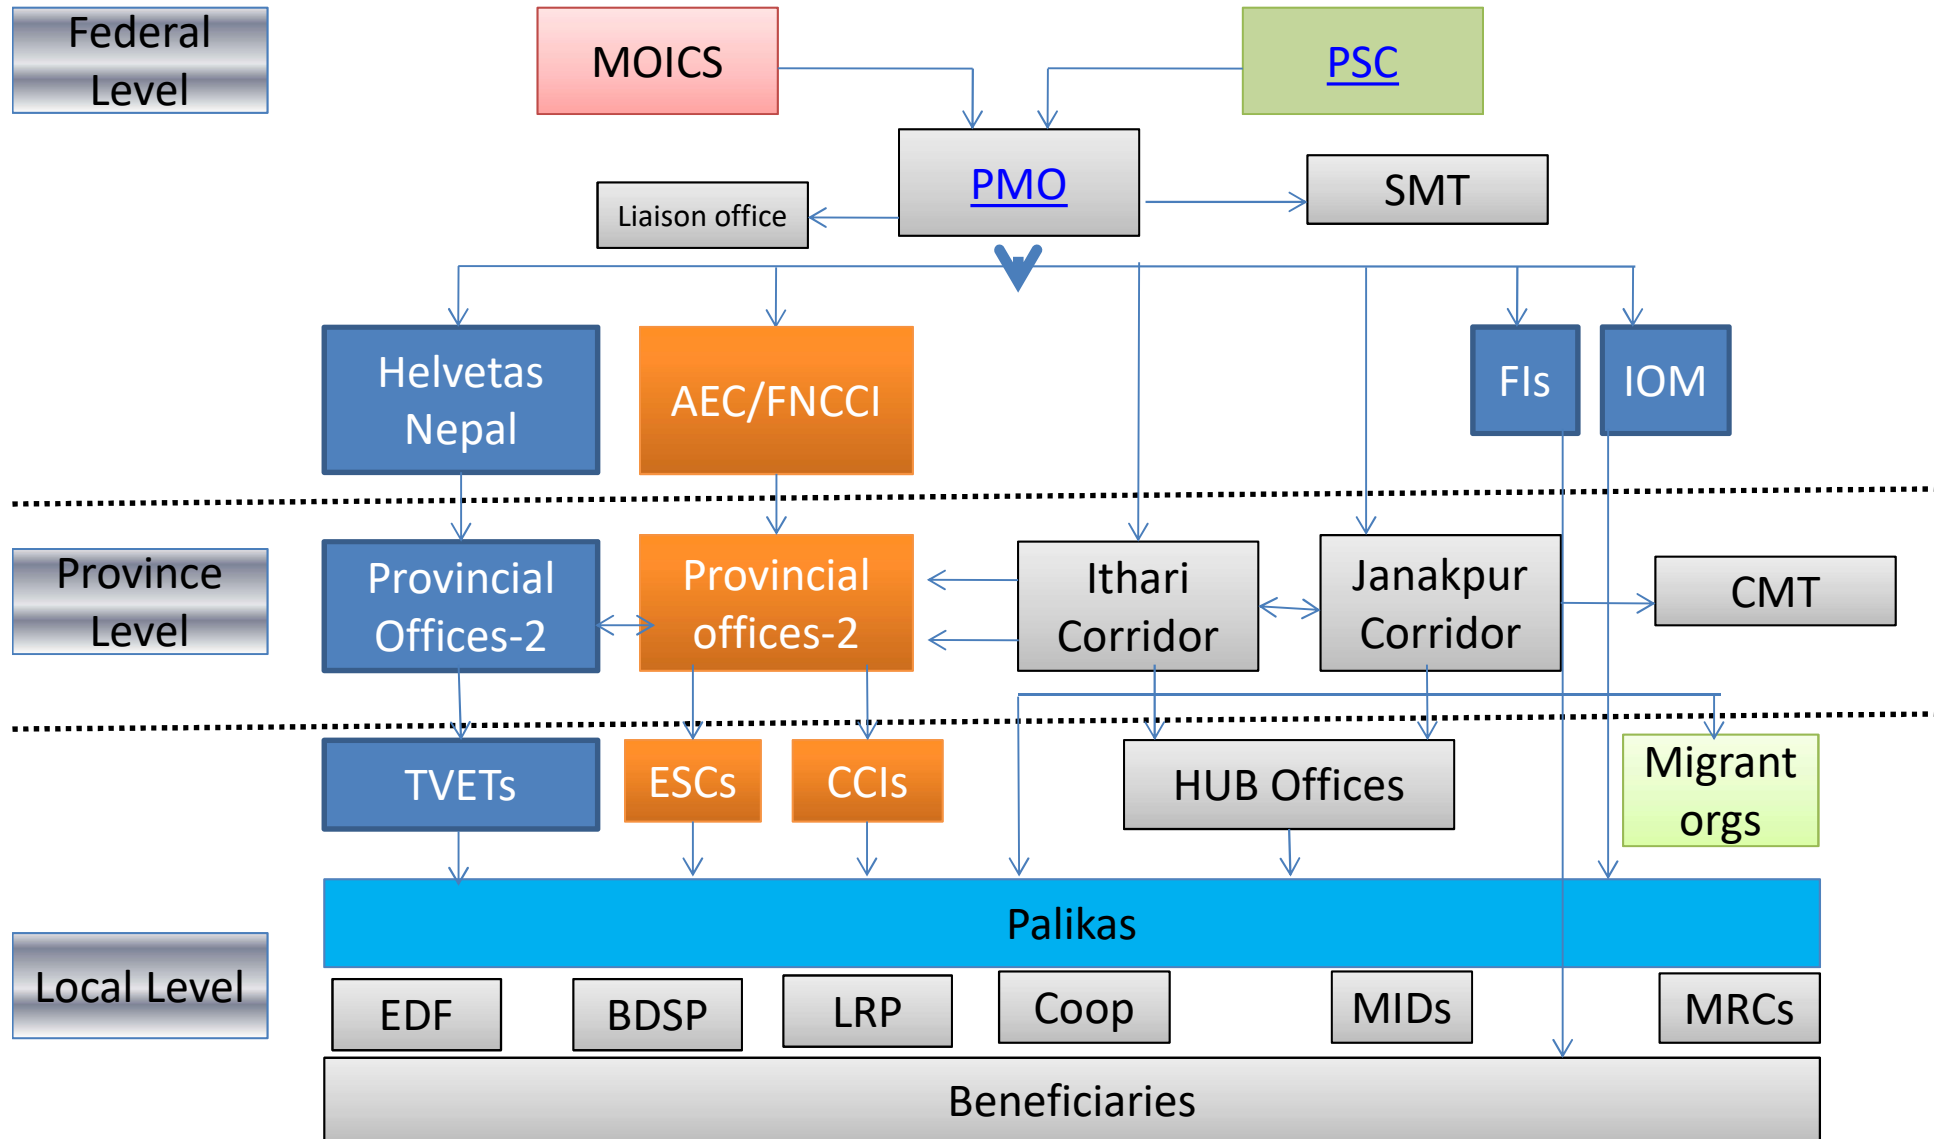 Federal
Level
MOICS
PSC
PMO
SMT
Liaison office
Helvetas
Nepal
AEC/FNCCI
FIs
IOM
Province
Level
Provincial
Offices-2
Provincial
offices-2
Ithari
Corridor
Janakpur
Corridor
CMT
TVETs
ESCs
CCIs
HUB Offices
Migrant
orgs
Palikas
Local Level
EDF
BDSP
LRP
Coop
MIDs
MRCs
Beneficiaries